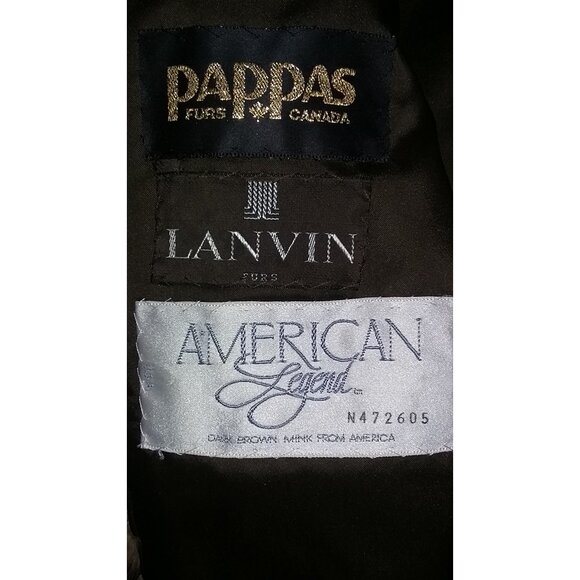 PAPPAS
FURS CANADA
LANVIN
FURS
AMERICAN
Legend
N472605
DARK BROWN MINK FROM AMERICA